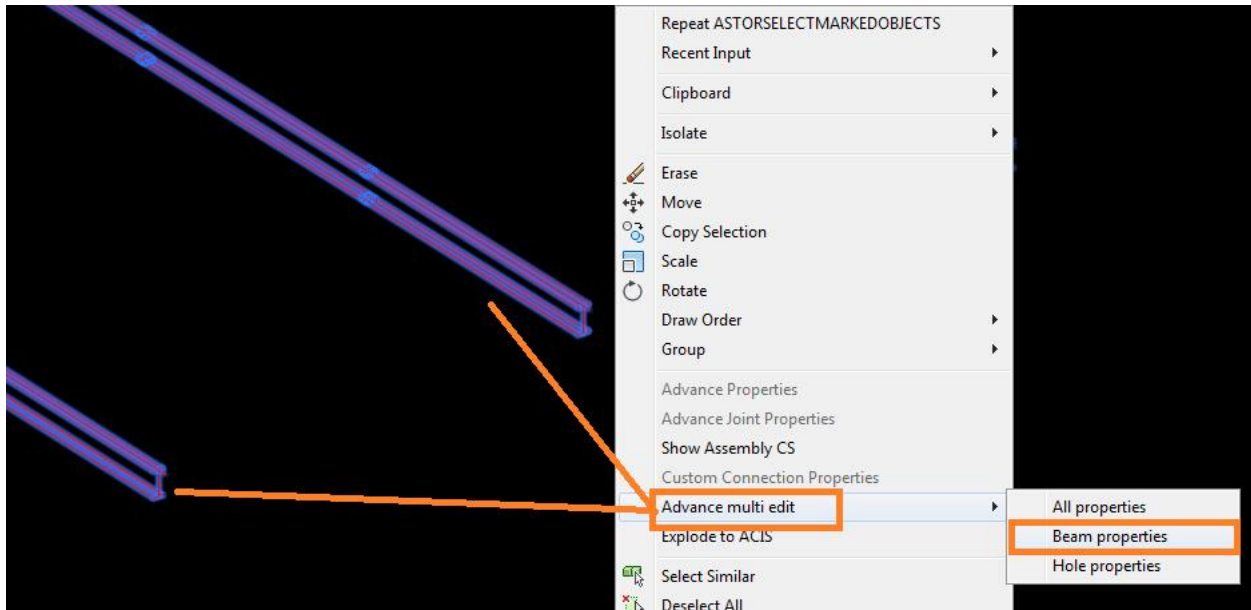 Repeat ASTORSELECTMARKEDOBJECTS
Recent Input
Clipboard
Isolate
Erase
Move
Copy Selection
Scale
Rotate
Draw Order
Group
Advance Properties
Advance Joint Properties
Show Assembly CS
Custom Connection Properties
Advance multi edit
Explode to ACIS
Select Similar
Deselect All
All properties
Beam properties
Hole properties